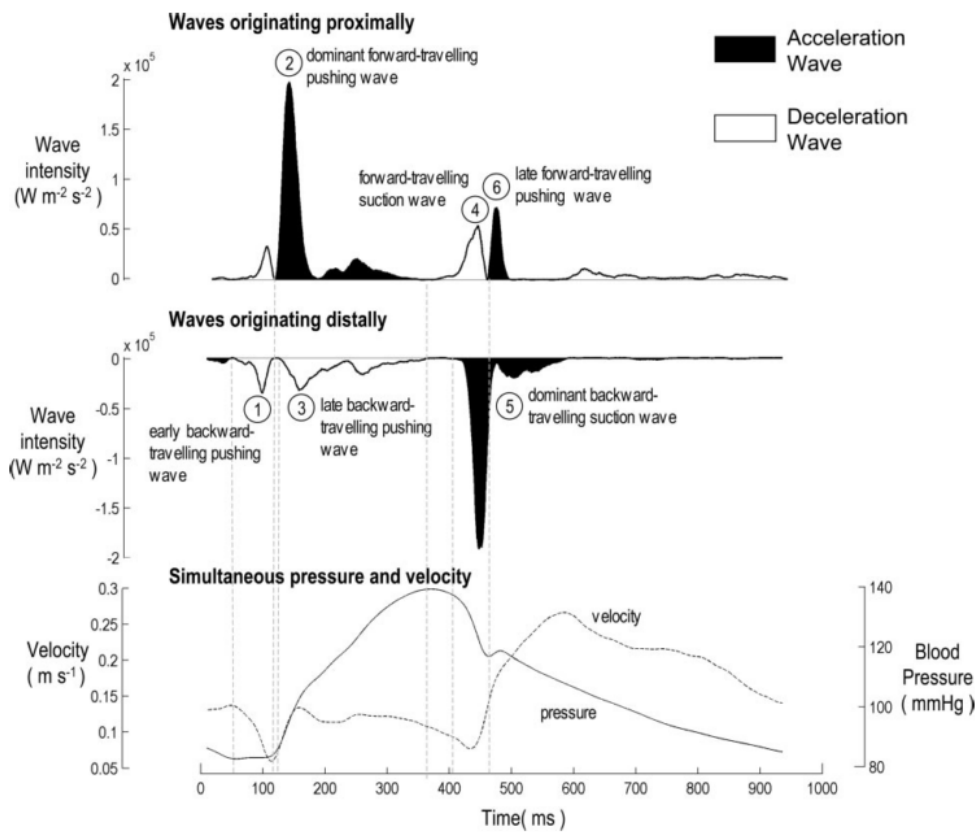 Waves originating proximally
x 10⁵
2
1.5
1
0.5
0
Wave
intensity
(W m⁻² s⁻²)
2
dominant forward-travelling
pushing wave
forward-travelling
suction wave
4
6
late forward-travelling
pushing wave
Acceleration
Wave
Deceleration
Wave
Waves originating distally
x 10⁵
0
-0.5
-1
-1.5
-2
Wave
intensity
(W m⁻² s⁻²)
1
early backward-
travelling pushing
wave
3
late backward-
travelling pushing
wave
5
dominant backward-
travelling suction wave
Simultaneous pressure and velocity
0.3
0.25
0.2
0.15
0.1
0.05
Velocity
( m s⁻¹)
velocity
pressure
140
120
100
80
Blood
Pressure
( mmHg)
0 100 200 300 400 500 600 700 800 900 1000
Time( ms)